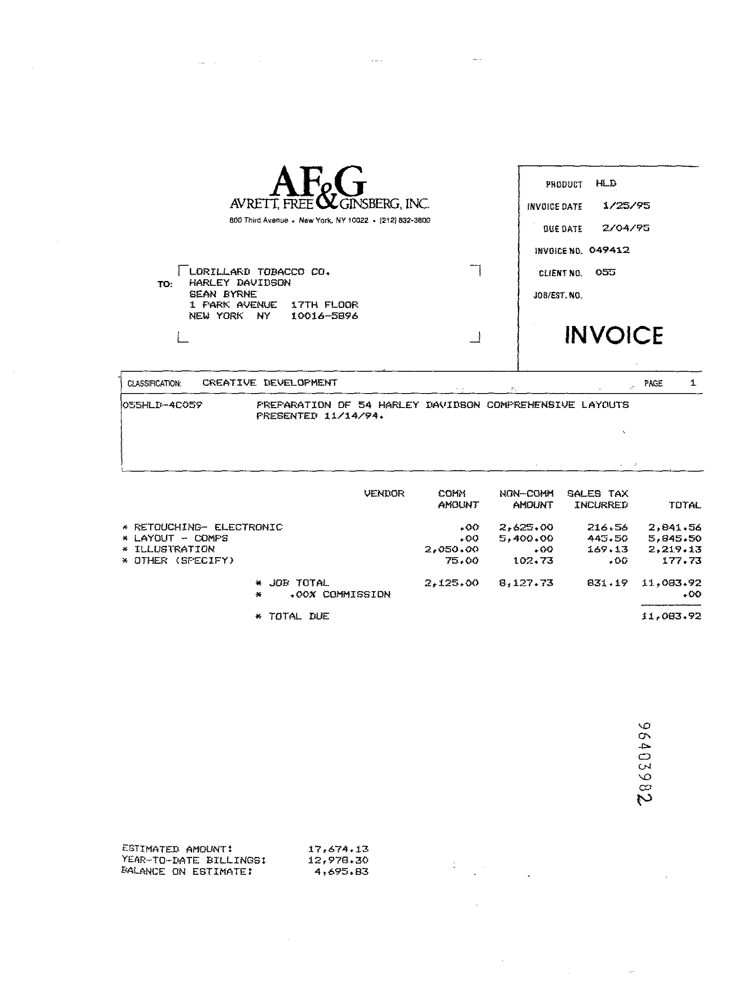 AF&G
AVRETT, FREE & GINSBERG, INC.
800 Third Avenue • New York, NY 10022 • (212) 832-3800
PRODUCT HLD
INVOICE DATE 1/25/95
DUE DATE 2/04/95
INVOICE NO. 049412
CLIENT NO. 055
JOB/EST. NO.
INVOICE
TO: LORILLARD TOBACCO CO.
HARLEY DAVIDSON
SEAN BYRNE
1 PARK AVENUE 17TH FLOOR
NEW YORK NY 10016-5896
CLASSIFICATION: CREATIVE DEVELOPMENT PAGE 1
055HLD-4C059 PREPARATION OF 54 HARLEY DAVIDSON COMPREHENSIVE LAYOUTS
PRESENTED 11/14/94.
VENDOR COMM NON-COMM SALES TAX
AMOUNT AMOUNT INCURRED TOTAL
* RETOUCHING- ELECTRONIC .00 2,625.00 216.56 2,841.56
* LAYOUT - COMPS .00 5,400.00 445.50 5,845.50
* ILLUSTRATION 2,050.00 .00 169.13 2,219.13
* OTHER (SPECIFY) 75.00 102.73 .00 177.73
* JOB TOTAL 2,125.00 8,127.73 831.19 11,083.92
* .00% COMMISSION .00
* TOTAL DUE 11,083.92
96403982
ESTIMATED AMOUNT: 17,674.13
YEAR-TO-DATE BILLINGS: 12,978.30
BALANCE ON ESTIMATE: 4,695.83